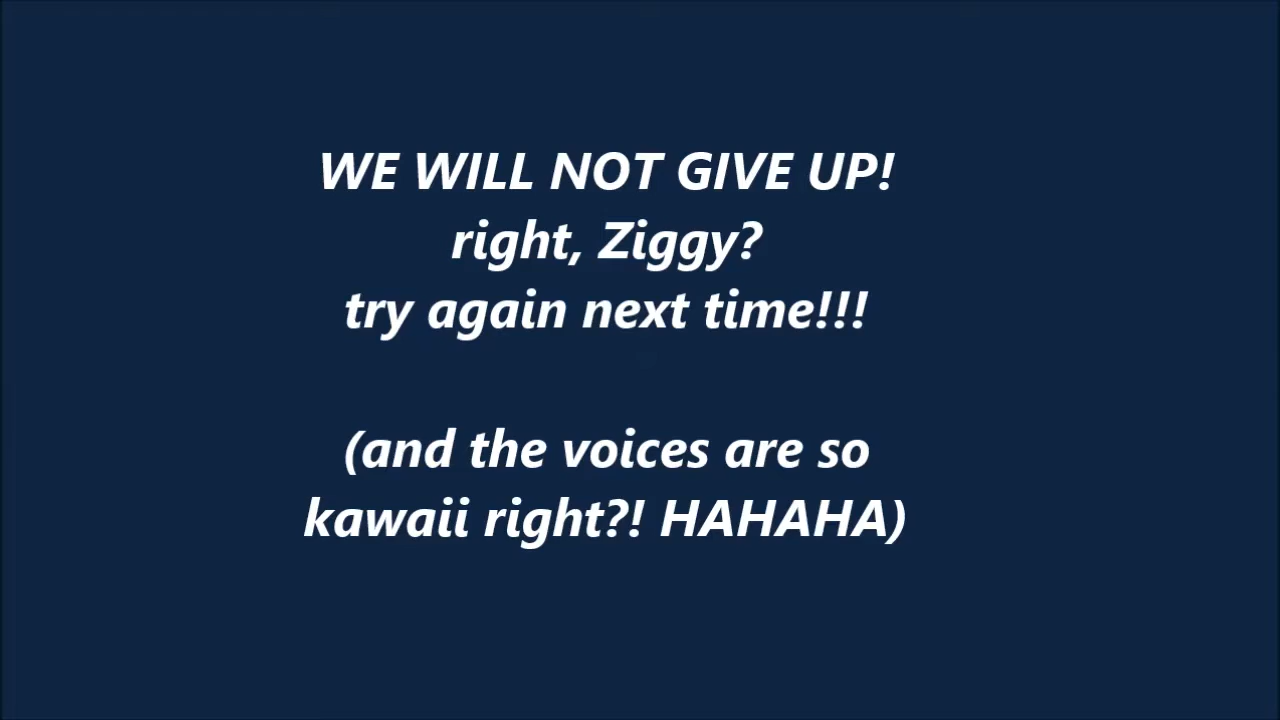 WE WILL NOT GIVE UP!
right, Ziggy?
try again next time!!!
(and the voices are so
kawaii right?! HAHAHA)